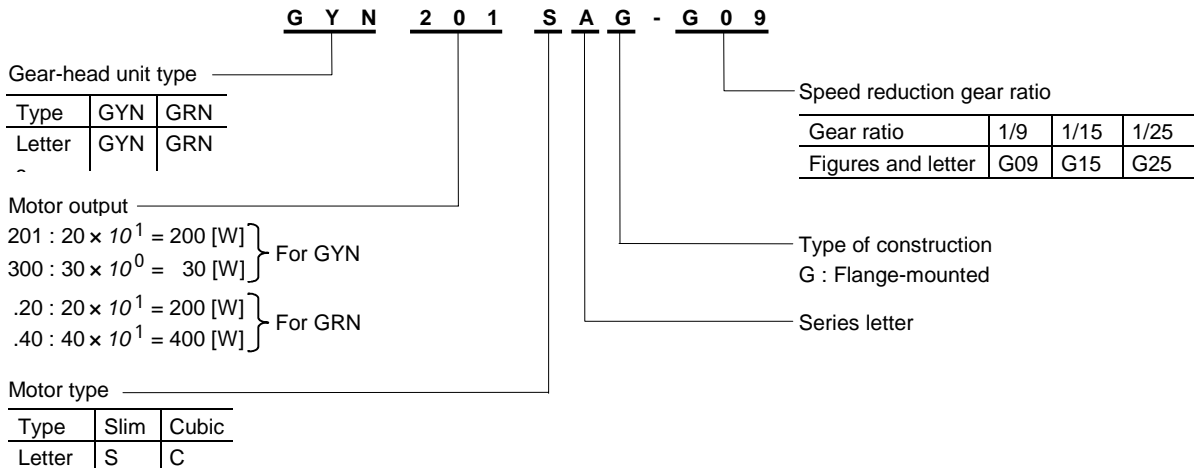 G Y N 2 0 1 S A G - G 0 9
Gear-head unit type
Type GYN GRN
Letter GYN GRN
Speed reduction gear ratio
Gear ratio 1/9 1/15 1/25
Figures and letter G09 G15 G25
Motor output
201 : 20 × 10¹ = 200 [W]
300 : 30 × 10⁰ = 30 [W]
For GYN
.20 : 20 × 10¹ = 200 [W]
.40 : 40 × 10¹ = 400 [W]
For GRN
Type of construction
G : Flange-mounted
Series letter
Motor type
Type Slim Cubic
Letter S C